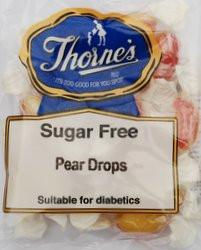 Thorne's
Sugar Free
Pear Drops
Suitable for diabetics